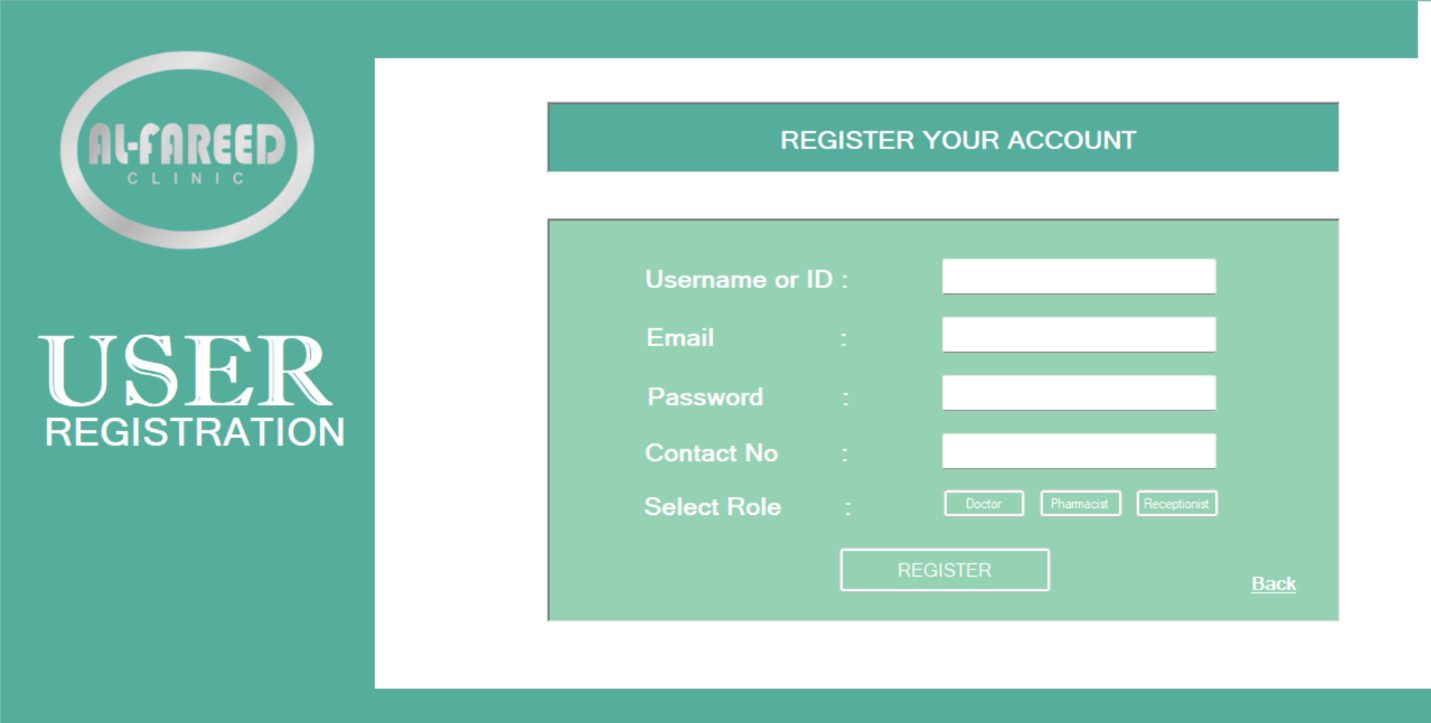 AL-FAREED
CLINIC
USER
REGISTRATION
REGISTER YOUR ACCOUNT
Username or ID :
Email :
Password :
Contact No :
Select Role : Doctor Pharmacist Receptionist
REGISTER
Back